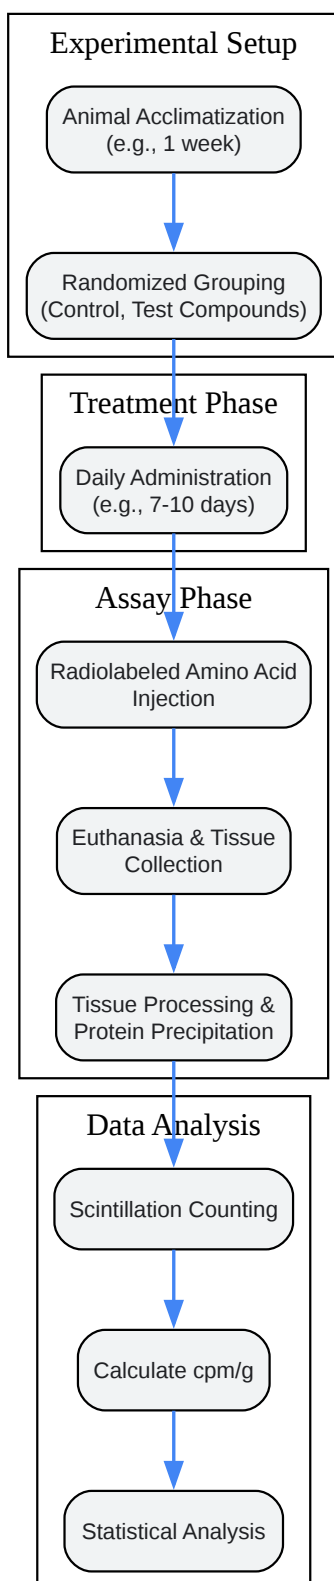 Experimental Setup
Animal Acclimatization
(e.g., 1 week)
Randomized Grouping
(Control, Test Compounds)
Treatment Phase
Daily Administration
(e.g., 7-10 days)
Assay Phase
Radiolabeled Amino Acid
Injection
Euthanasia & Tissue
Collection
Tissue Processing &
Protein Precipitation
Data Analysis
Scintillation Counting
Calculate cpm/g
Statistical Analysis